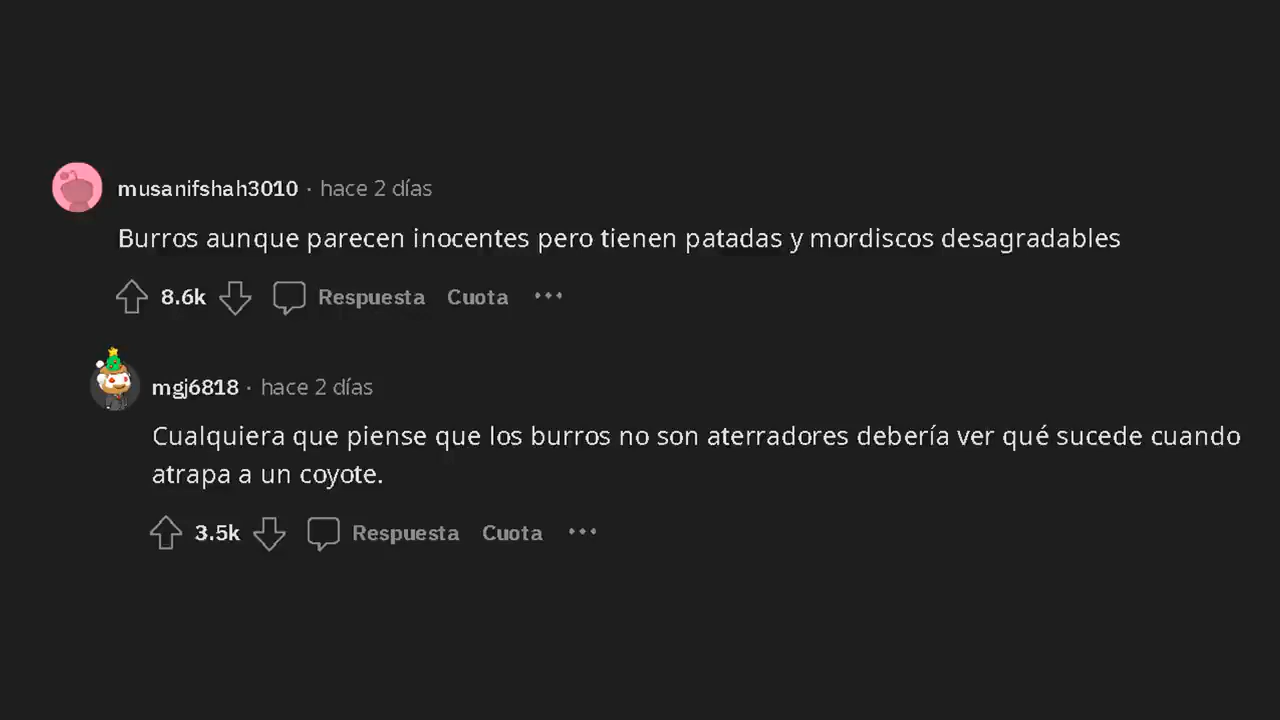 musanifshah3010 · hace 2 días
Burros aunque parecen inocentes pero tienen patadas y mordiscos desagradables
8.6k Respuesta Cuota ···
mgj6818 · hace 2 días
Cualquiera que piense que los burros no son aterradores debería ver qué sucede cuando
atrapa a un coyote.
3.5k Respuesta Cuota ···